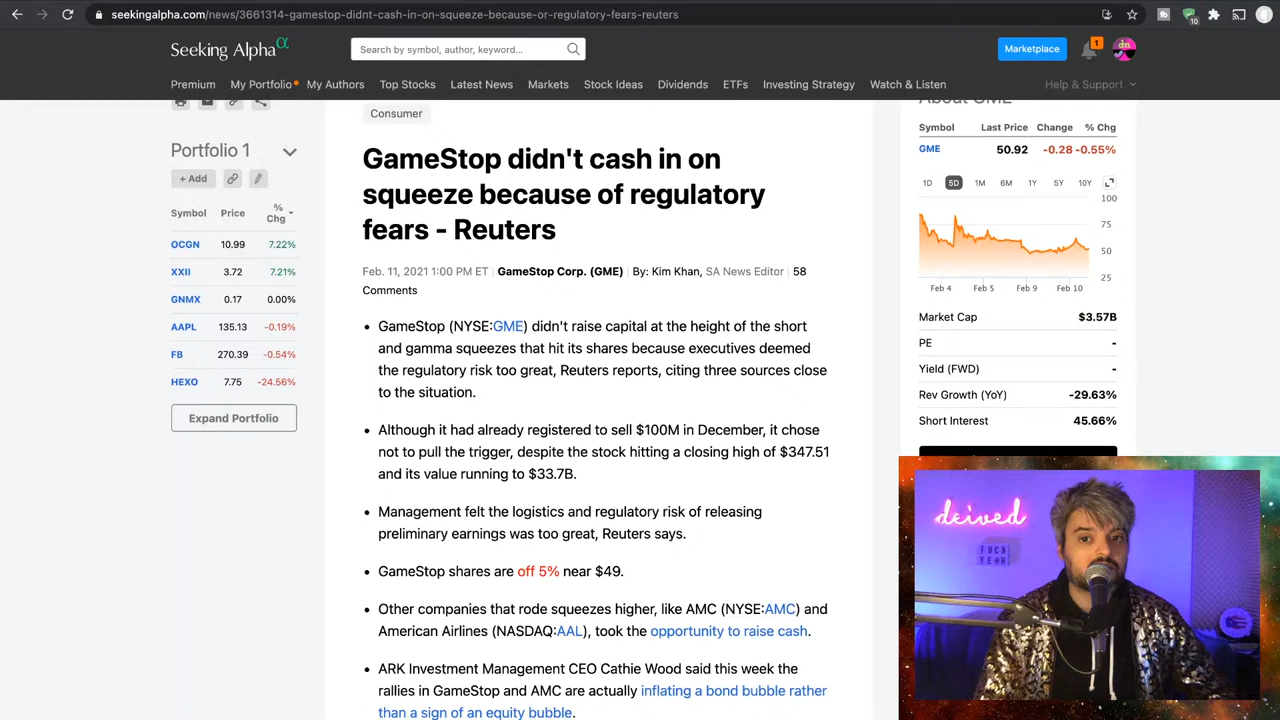 seekingalpha.com/news/3661314-gamestop-didnt-cash-in-on-squeeze-because-or-regulatory-fears-reuters
10
Seeking Alpha α
Search by symbol, author, keyword...
Marketplace
1
dm
Premium My Portfolio My Authors Top Stocks Latest News Markets Stock Ideas Dividends ETFs Investing Strategy Watch & Listen Help & Support
Portfolio 1
+ Add
Symbol Price % Chg
OCGN 10.99 7.22%
XXII 3.72 7.21%
GNMX 0.17 0.00%
AAPL 135.13 -0.19%
FB 270.39 -0.54%
HEXO 7.75 -24.56%
Expand Portfolio
Consumer
GameStop didn't cash in on
squeeze because of regulatory
fears - Reuters
Feb. 11, 2021 1:00 PM ET | GameStop Corp. (GME) | By: Kim Khan, SA News Editor | 58
Comments
• GameStop (NYSE:GME) didn't raise capital at the height of the short
and gamma squeezes that hit its shares because executives deemed
the regulatory risk too great, Reuters reports, citing three sources close
to the situation.
• Although it had already registered to sell $100M in December, it chose
not to pull the trigger, despite the stock hitting a closing high of $347.51
and its value running to $33.7B.
• Management felt the logistics and regulatory risk of releasing
preliminary earnings was too great, Reuters says.
• GameStop shares are off 5% near $49.
• Other companies that rode squeezes higher, like AMC (NYSE:AMC) and
American Airlines (NASDAQ:AAL), took the opportunity to raise cash.
• ARK Investment Management CEO Cathie Wood said this week the
rallies in GameStop and AMC are actually inflating a bond bubble rather
than a sign of an equity bubble.
About GME
Symbol Last Price Change % Chg
GME 50.92 -0.28 -0.55%
1D 5D 1M 6M 1Y 5Y 10Y
100
75
50
25
Feb 4 Feb 5 Feb 9 Feb 10
Market Cap $3.57B
PE -
Yield (FWD) -
Rev Growth (YoY) -29.63%
Short Interest 45.66%
deived
FUCK
YEAH